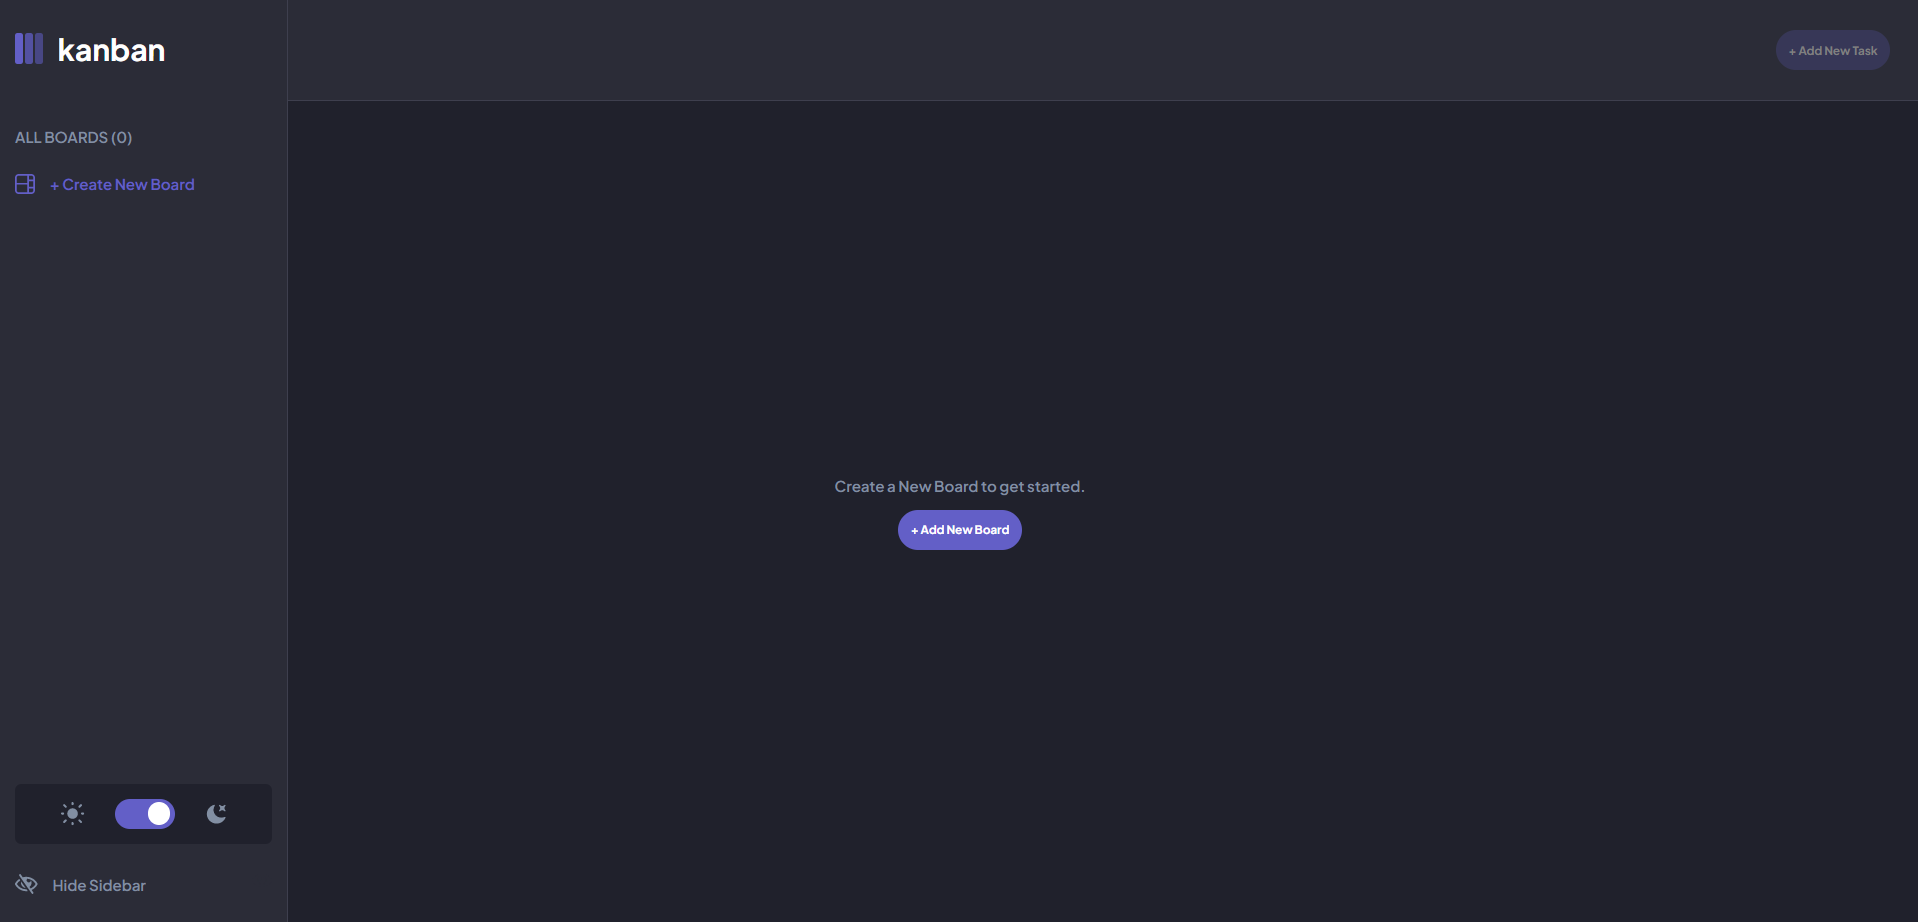 kanban
+ Add New Task
ALL BOARDS (0)
+ Create New Board
Create a New Board to get started.
+ Add New Board
Hide Sidebar